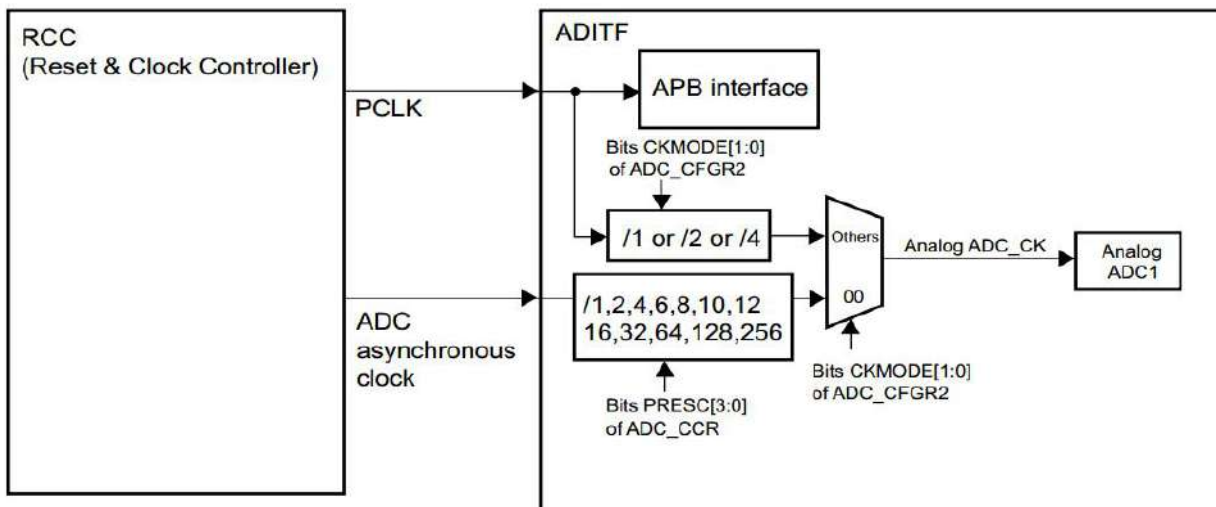 RCC
(Reset & Clock Controller)
PCLK
ADC
asynchronous
clock
ADITF
APB interface
Bits CKMODE[1:0]
of ADC_CFGR2
/1 or /2 or /4
Others
00
Analog ADC_CK
Analog
ADC1
/1,2,4,6,8,10,12
16,32,64,128,256
Bits PRESC[3:0]
of ADC_CCR
Bits CKMODE[1:0]
of ADC_CFGR2